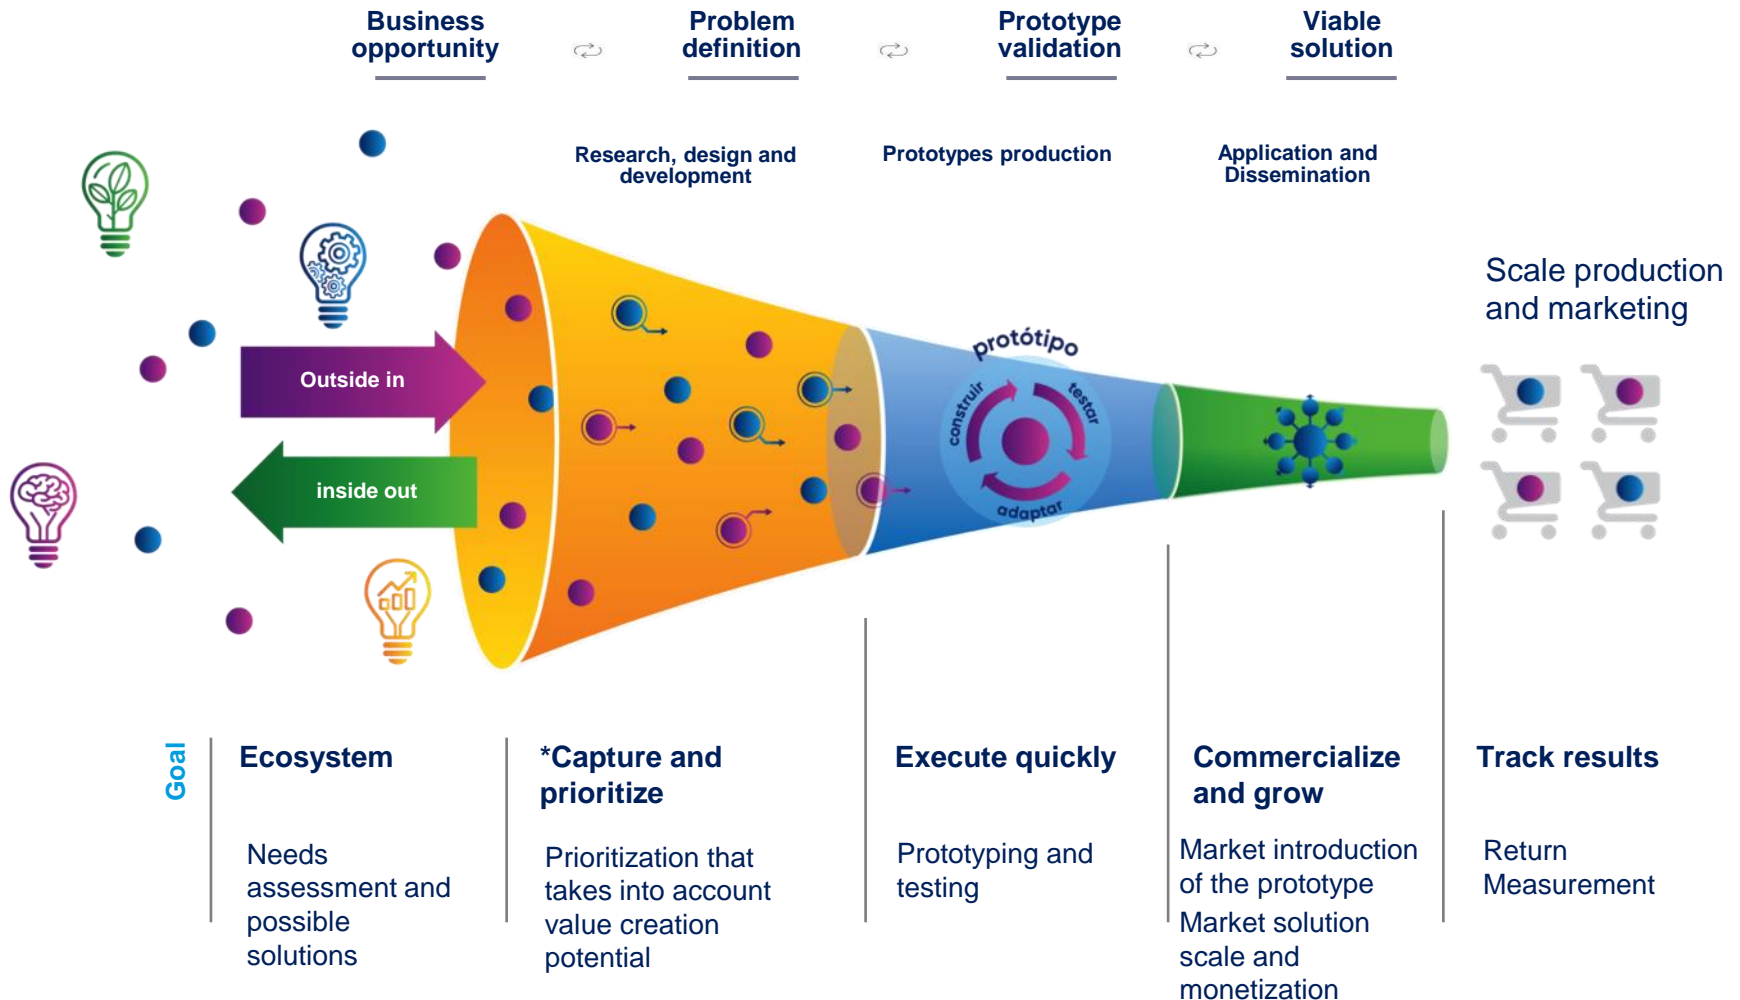 Business
opportunity
Problem
definition
Prototype
validation
Viable
solution
Research, design and
development
Prototypes production
Application and
Dissemination
Scale production
and marketing
Outside in
inside out
protótipo
construir
testar
adaptar
Goal
Ecosystem
Needs
assessment and
possible
solutions
*Capture and
prioritize
Prioritization that
takes into account
value creation
potential
Execute quickly
Prototyping and
testing
Commercialize
and grow
Market introduction
of the prototype
Market solution
scale and
monetization
Track results
Return
Measurement